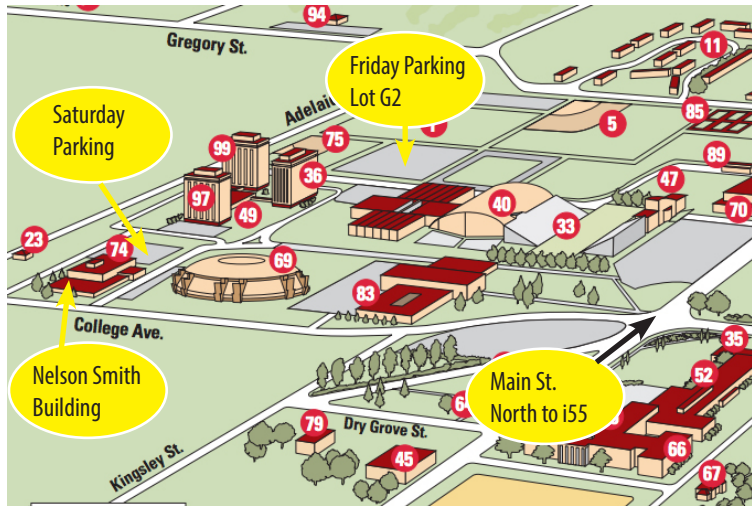 94
Gregory St.
11
Friday Parking
Lot G2
Adelaid
Saturday
Parking
1
5
85
99
75
36
89
97
49
40
47
70
33
23
74
69
83
College Ave.
35
Nelson Smith
Building
Main St.
North to i55
52
79
Dry Grove St.
45
66
Kingsley St.
67